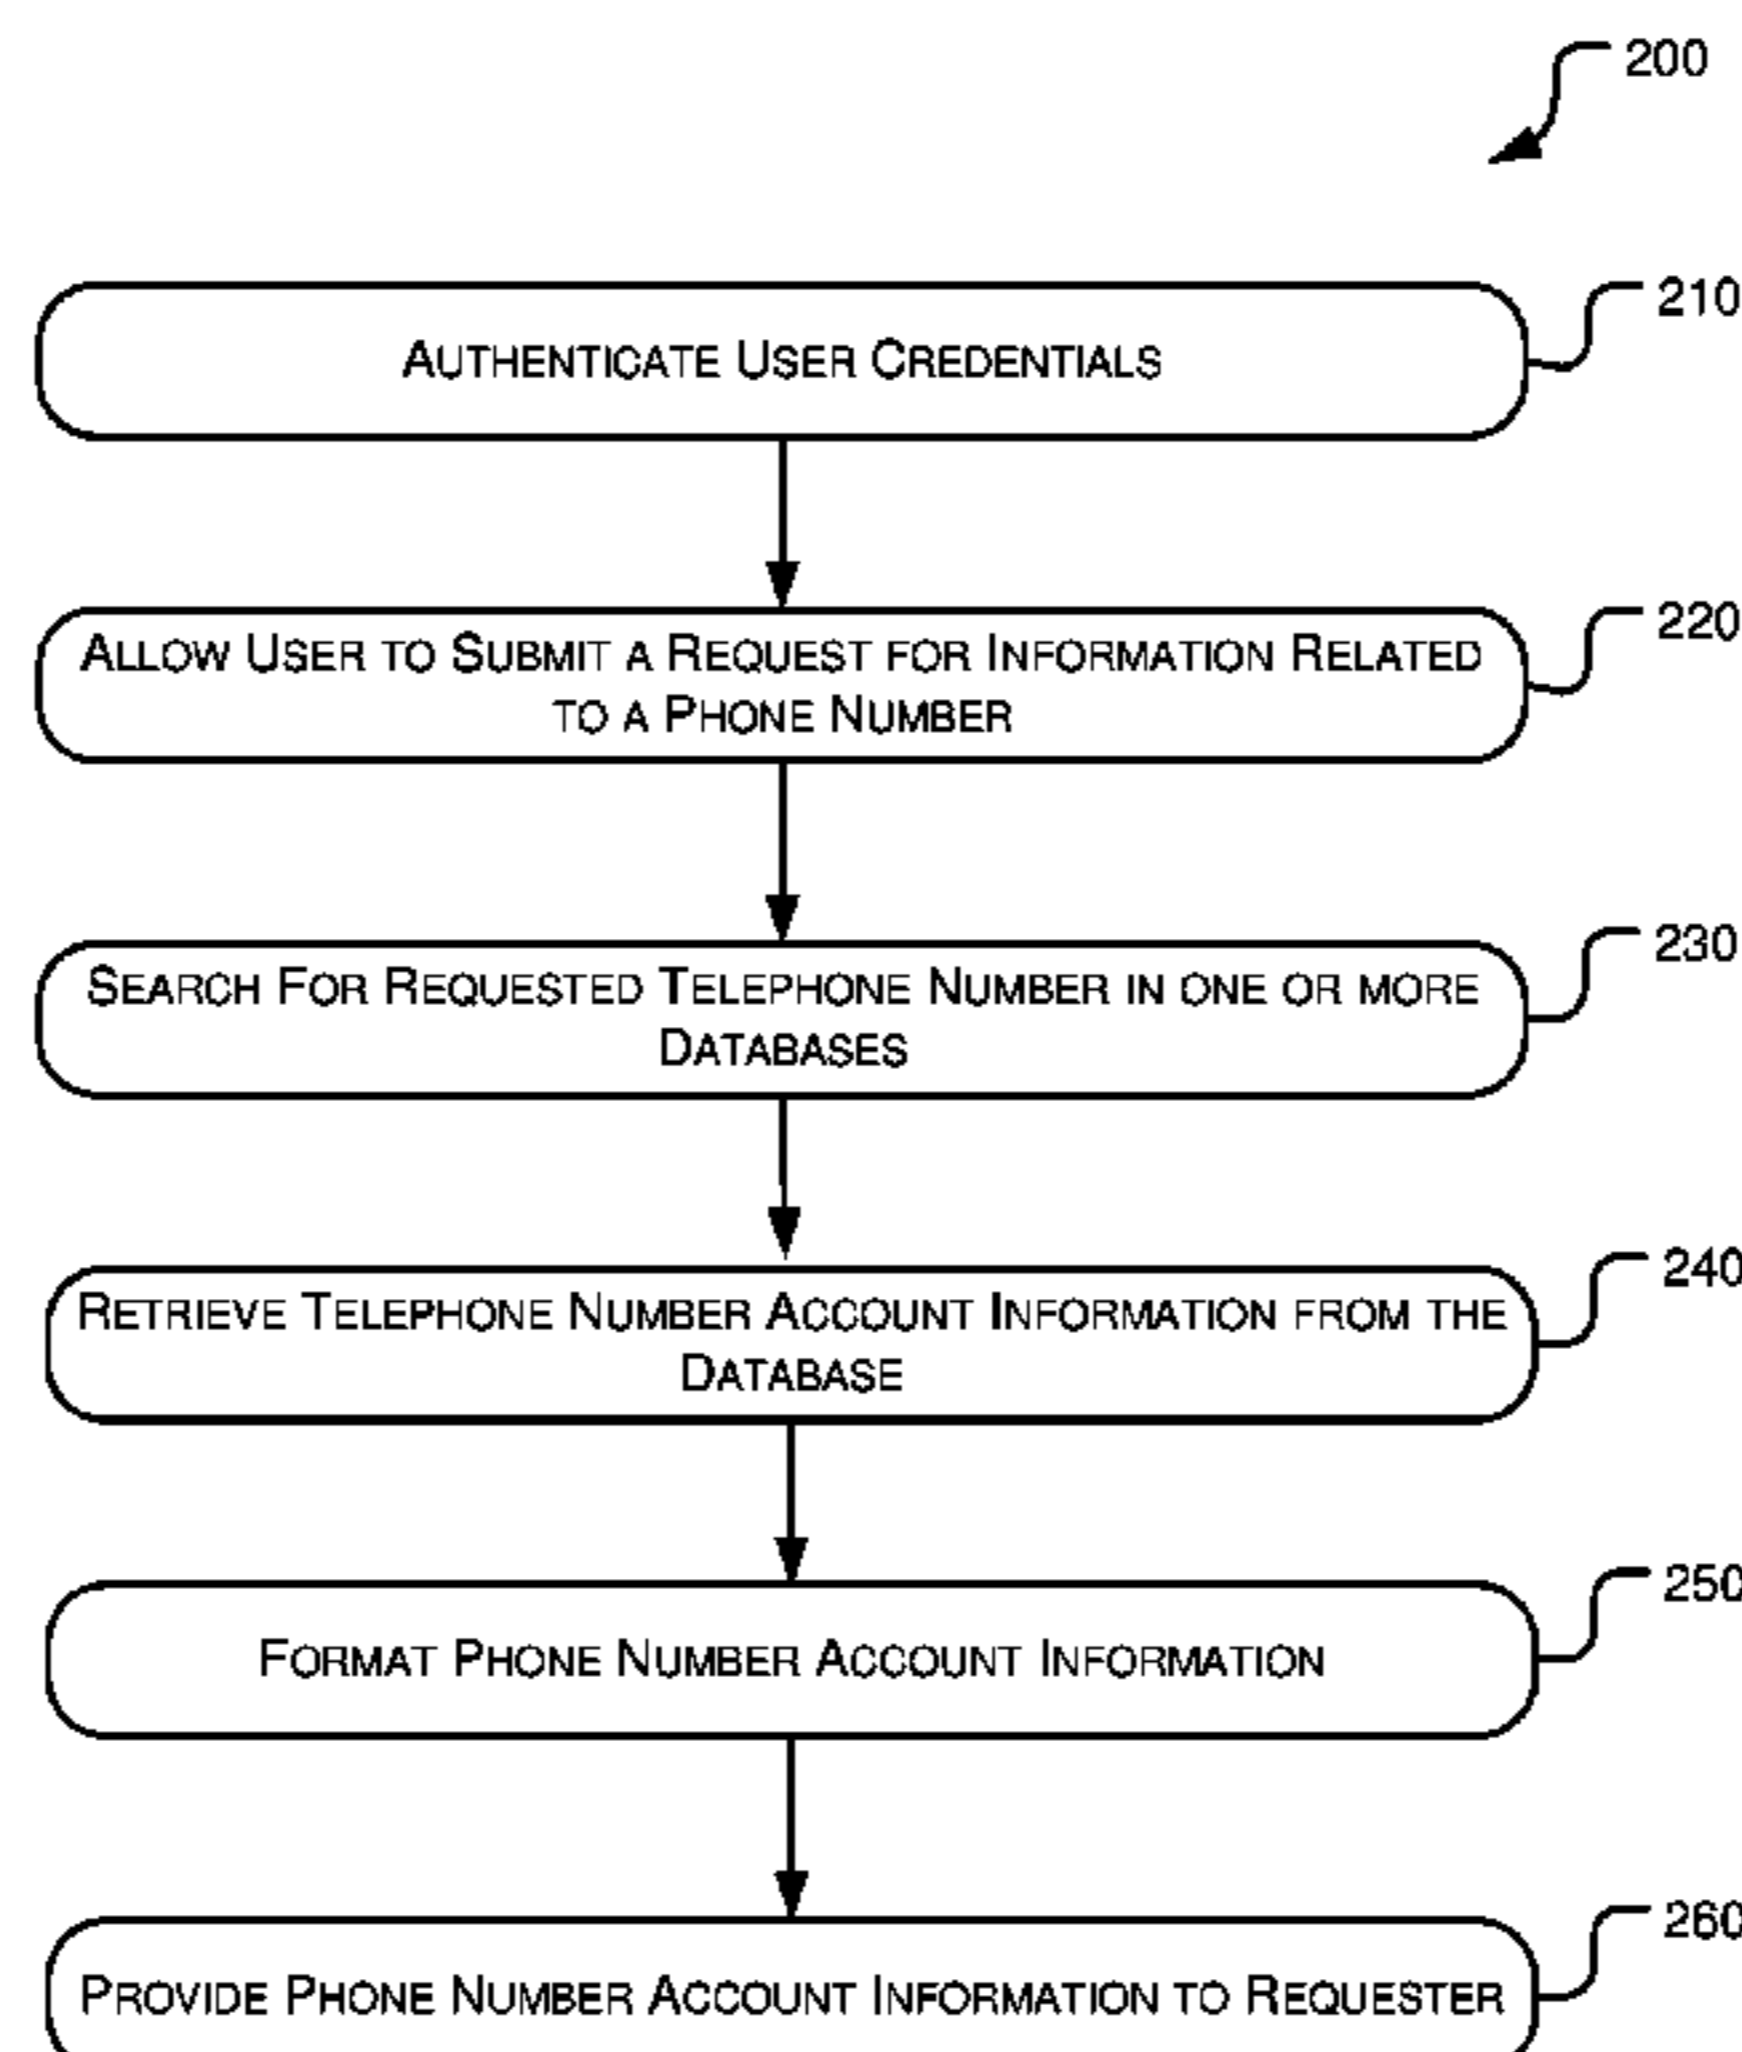 200
210
AUTHENTICATE USER CREDENTIALS
220
ALLOW USER TO SUBMIT A REQUEST FOR INFORMATION RELATED
TO A PHONE NUMBER
230
SEARCH FOR REQUESTED TELEPHONE NUMBER IN ONE OR MORE
DATABASES
240
RETRIEVE TELEPHONE NUMBER ACCOUNT INFORMATION FROM THE
DATABASE
250
FORMAT PHONE NUMBER ACCOUNT INFORMATION
260
PROVIDE PHONE NUMBER ACCOUNT INFORMATION TO REQUESTER